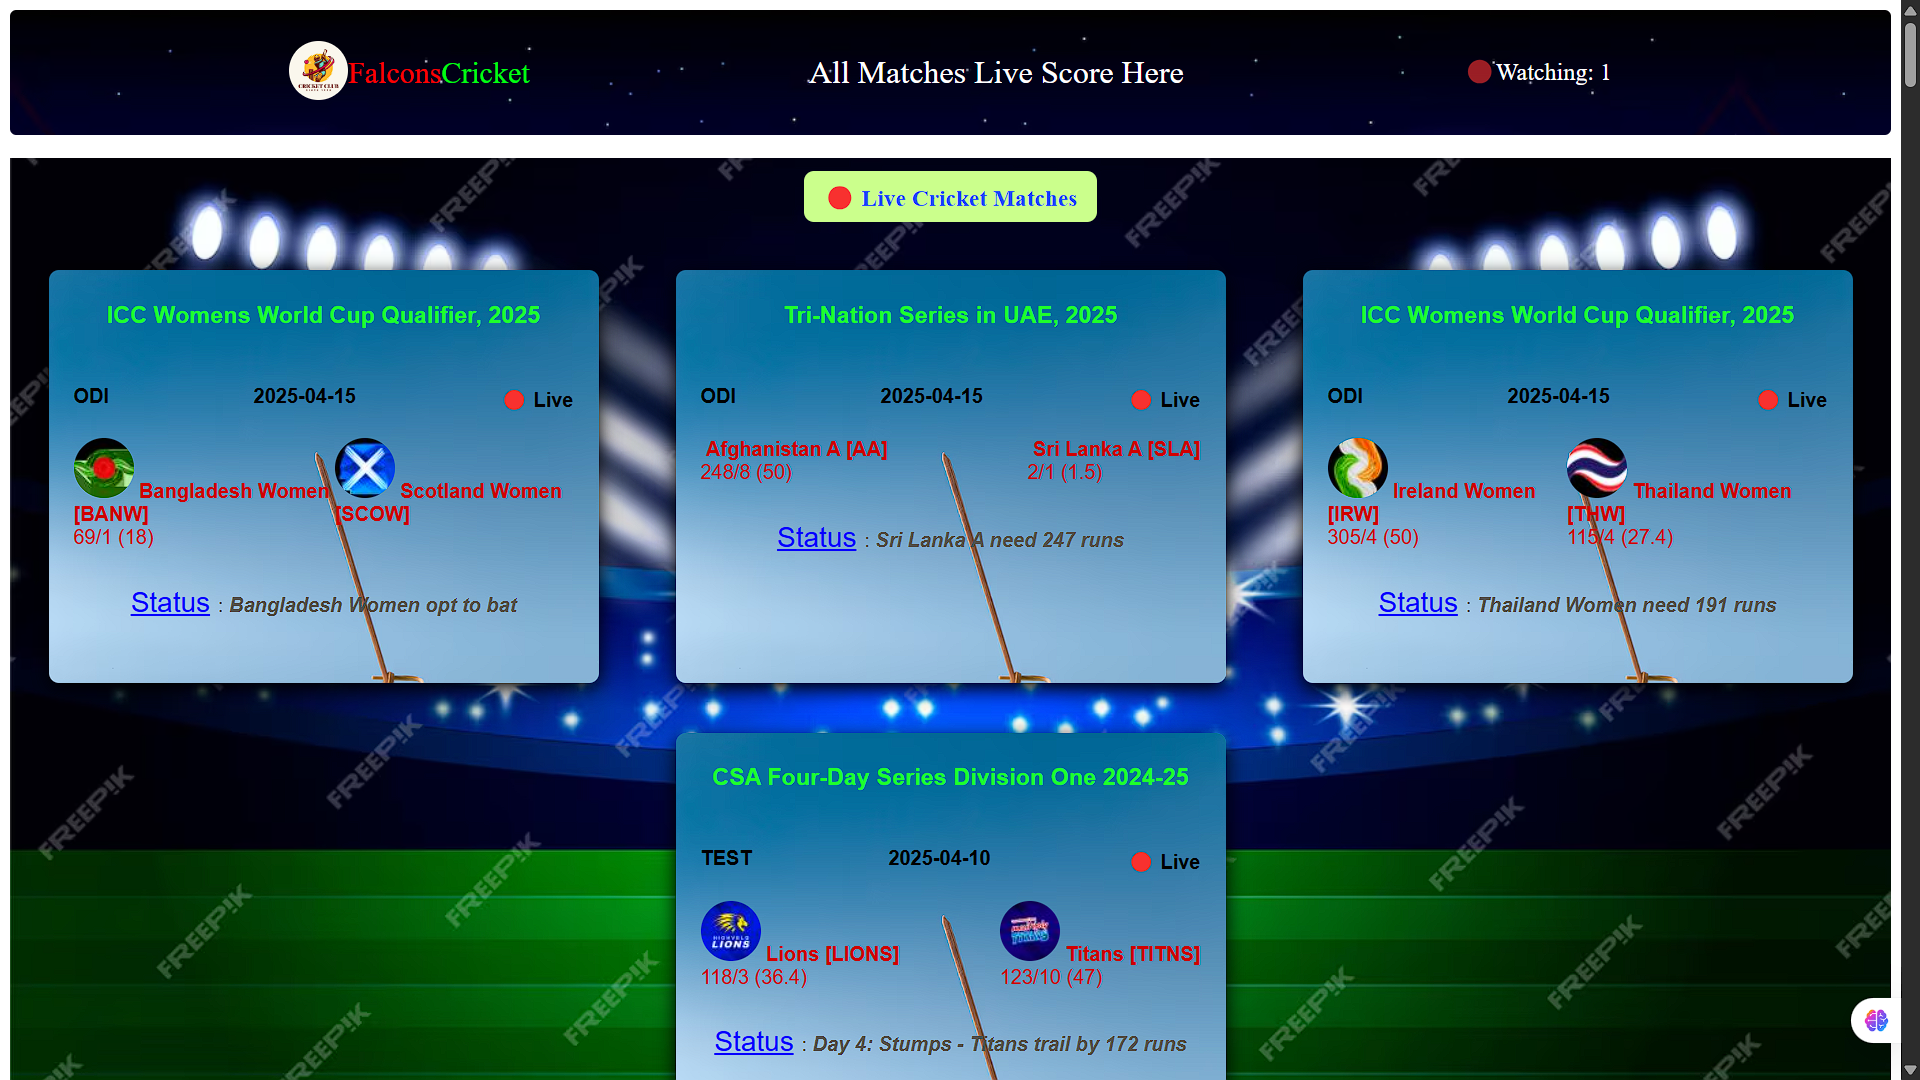 FalconsCricket
All Matches Live Score Here
Watching: 1
Live Cricket Matches
ICC Womens World Cup Qualifier, 2025
ODI 2025-04-15 Live
Bangladesh Women Scotland Women
[BANW] [SCOW]
69/1 (18)
Status : Bangladesh Women opt to bat
Tri-Nation Series in UAE, 2025
ODI 2025-04-15 Live
Afghanistan A [AA] Sri Lanka A [SLA]
248/8 (50) 2/1 (1.5)
Status : Sri Lanka A need 247 runs
ICC Womens World Cup Qualifier, 2025
ODI 2025-04-15 Live
Ireland Women Thailand Women
[IRW] [THW]
305/4 (50) 115/4 (27.4)
Status : Thailand Women need 191 runs
CSA Four-Day Series Division One 2024-25
TEST 2025-04-10 Live
LIONS
Lions [LIONS] Titans [TITNS]
118/3 (36.4) 123/10 (47)
Status : Day 4: Stumps - Titans trail by 172 runs
FREEPIK